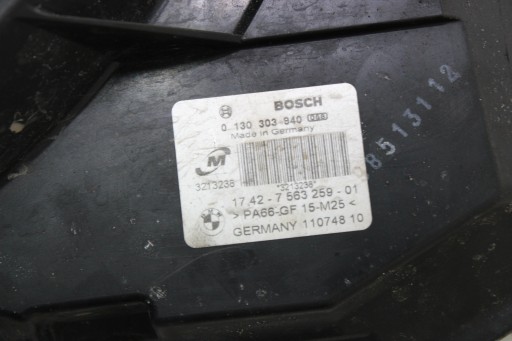 BOSCH
0 130 303 940
Made in Germany
M
3213238
*3213238*
17.42 - 7 563 259 - 01
>PA66-GF 15-M25<
GERMANY 110748 10
8513112